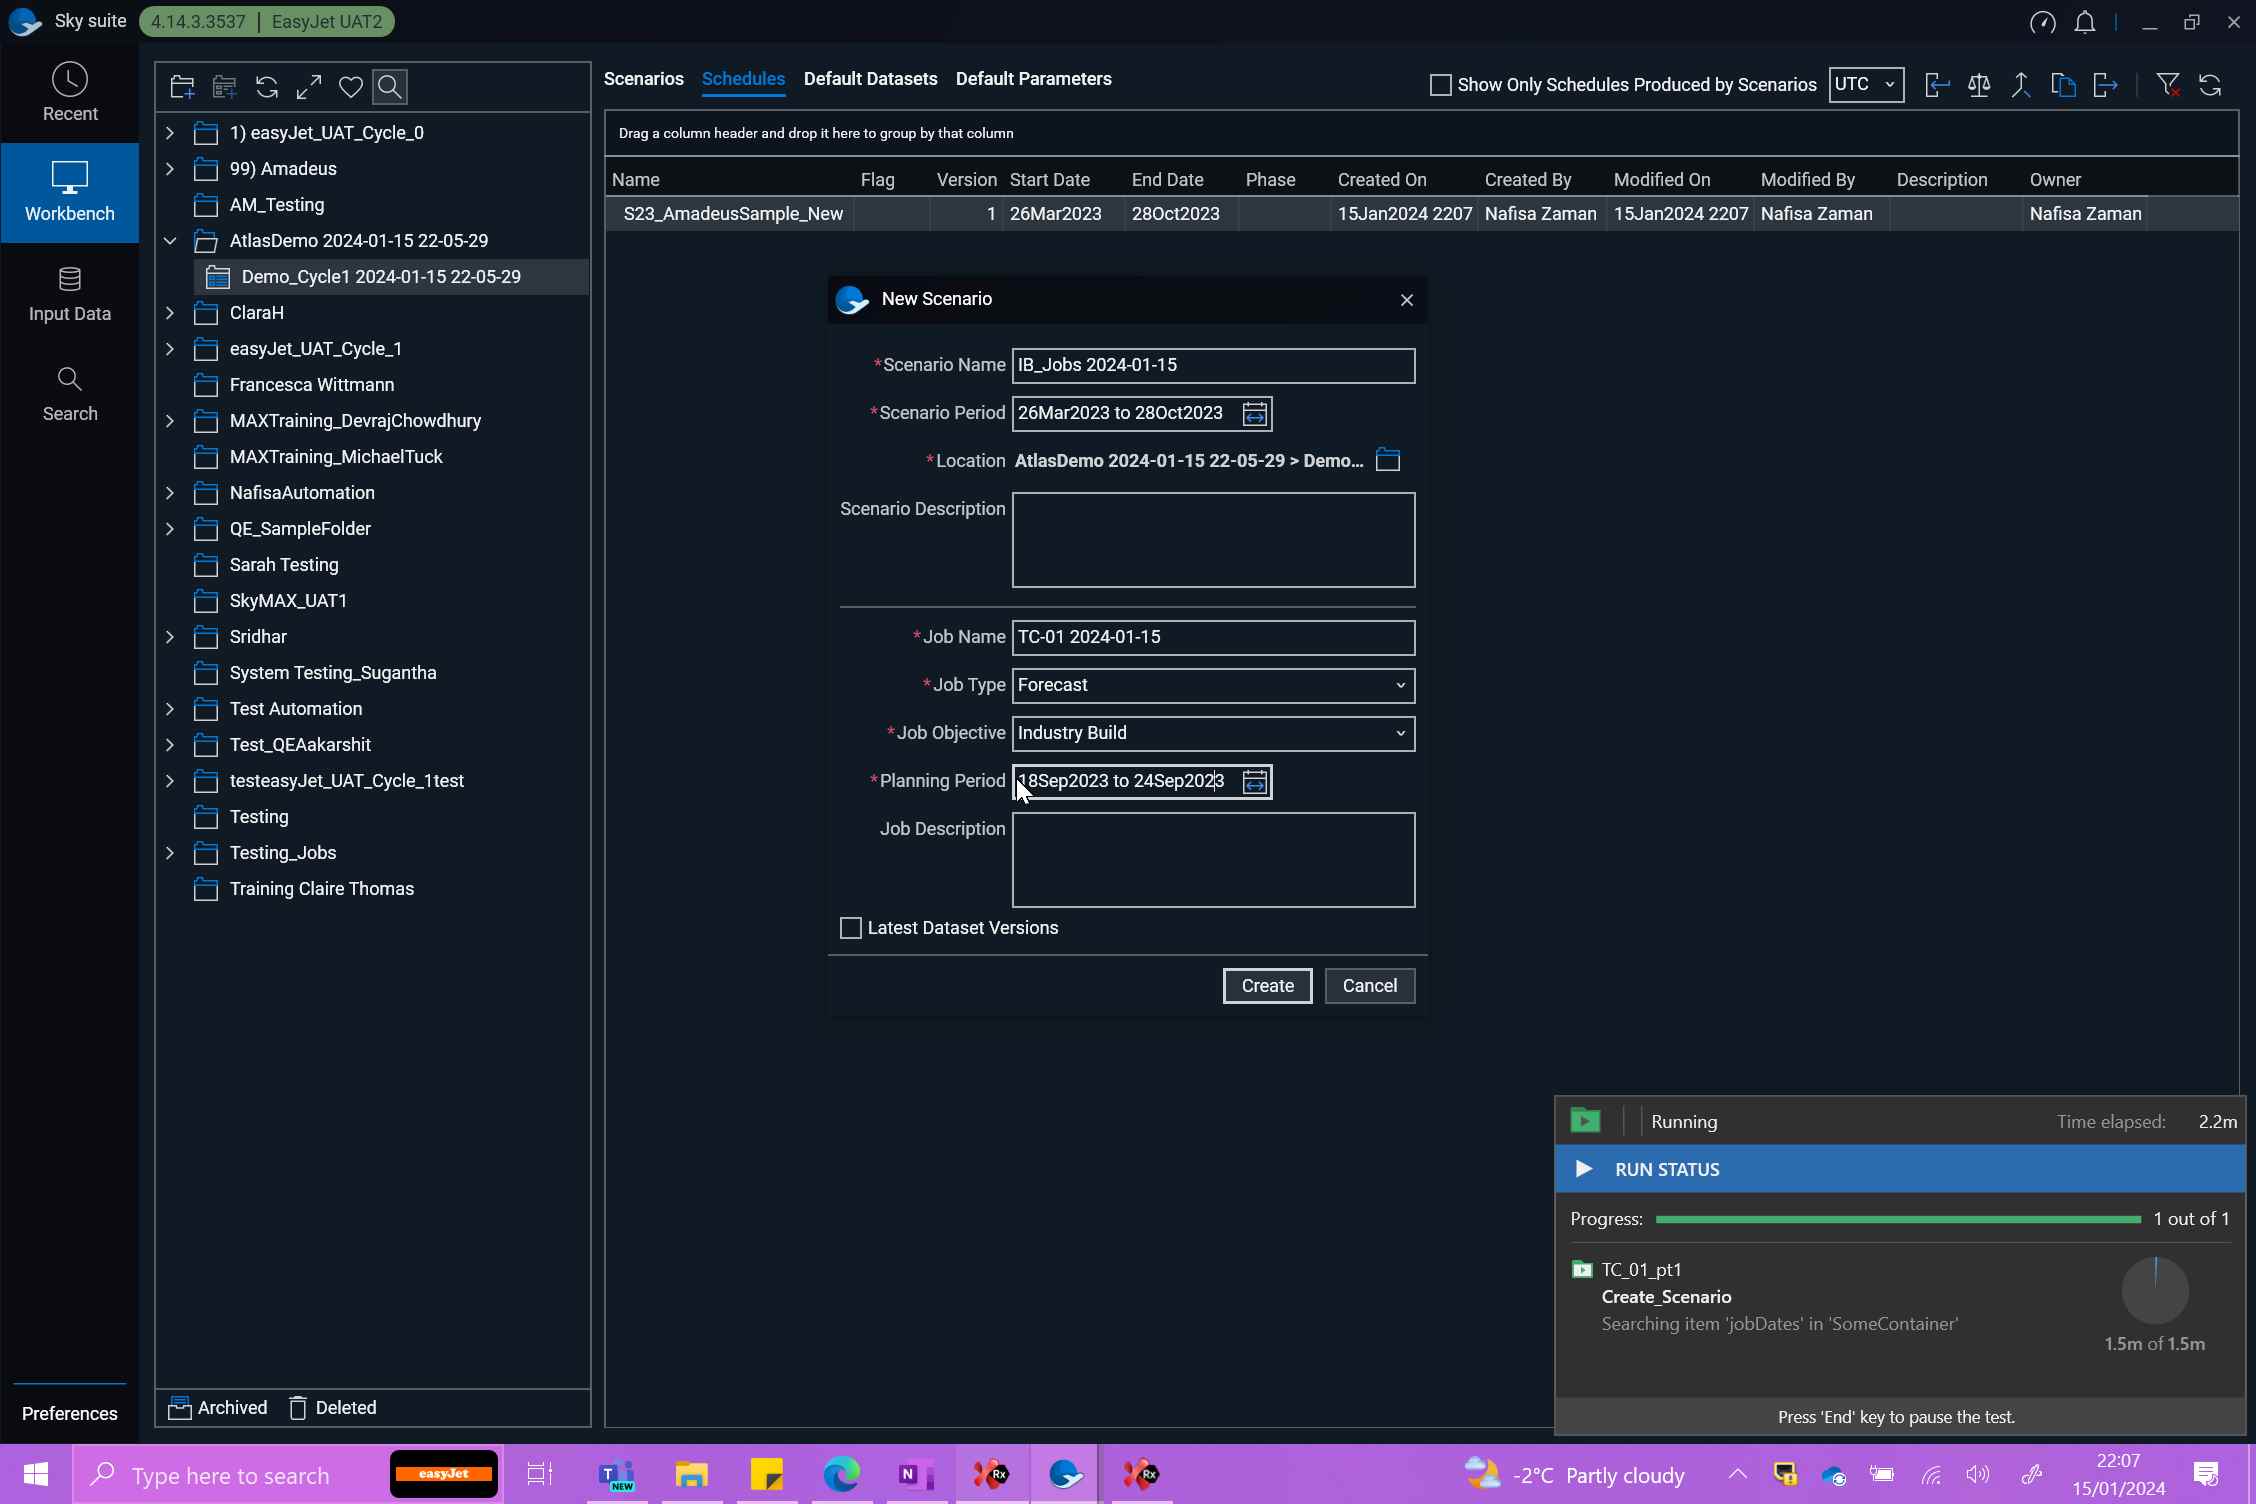 Sky suite
4.14.3.3537 | EasyJet UAT2
Recent
Workbench
Input Data
Search
Preferences
1) easyJet_UAT_Cycle_0
99) Amadeus
AM_Testing
AtlasDemo 2024-01-15 22-05-29
Demo_Cycle1 2024-01-15 22-05-29
ClaraH
easyJet_UAT_Cycle_1
Francesca Wittmann
MAXTraining_DevrajChowdhury
MAXTraining_MichaelTuck
NafisaAutomation
QE_SampleFolder
Sarah Testing
SkyMAX_UAT1
Sridhar
System Testing_Sugantha
Test Automation
Test_QEAakarshit
testeasyJet_UAT_Cycle_1test
Testing
Testing_Jobs
Training Claire Thomas
Archived Deleted
Scenarios Schedules Default Datasets Default Parameters
Show Only Schedules Produced by Scenarios UTC
Drag a column header and drop it here to group by that column
Name Flag Version Start Date End Date Phase Created On Created By Modified On Modified By Description Owner
S23_AmadeusSample_New 1 26Mar2023 28Oct2023 15Jan2024 2207 Nafisa Zaman 15Jan2024 2207 Nafisa Zaman Nafisa Zaman
New Scenario
*Scenario Name IB_Jobs 2024-01-15
*Scenario Period 26Mar2023 to 28Oct2023
*Location AtlasDemo 2024-01-15 22-05-29 > Demo...
Scenario Description
*Job Name TC-01 2024-01-15
*Job Type Forecast
*Job Objective Industry Build
*Planning Period 18Sep2023 to 24Sep2023
Job Description
Latest Dataset Versions
Create Cancel
Running Time elapsed: 2.2m
RUN STATUS
Progress: 1 out of 1
TC_01_pt1
Create_Scenario
Searching item 'jobDates' in 'SomeContainer'
1.5m of 1.5m
Press 'End' key to pause the test.
Type here to search
easyJet
T
NEW
N
Rx
Rx
-2°C Partly cloudy
22:07
15/01/2024